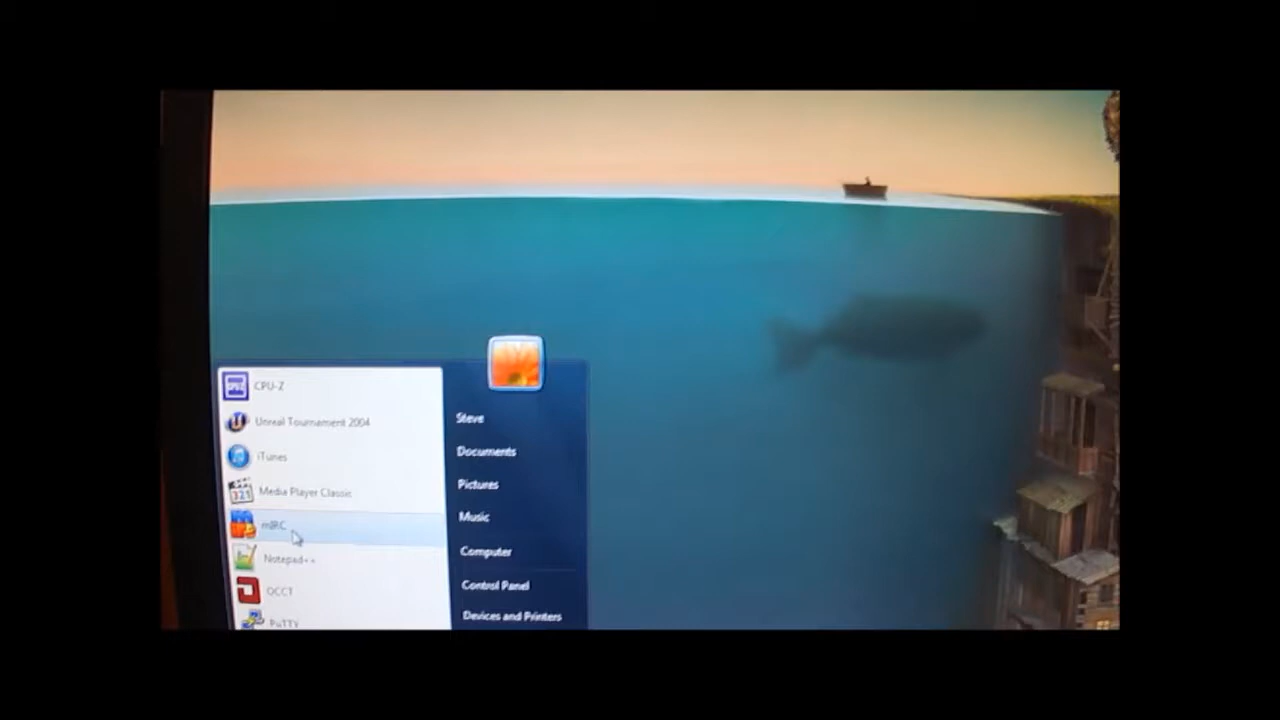 CPU-Z
Unreal Tournament 2004
iTunes
Media Player Classic
321
mIRC
Notepad++
OCCT
PuTTY
Steve
Documents
Pictures
Music
Computer
Control Panel
Devices and Printers